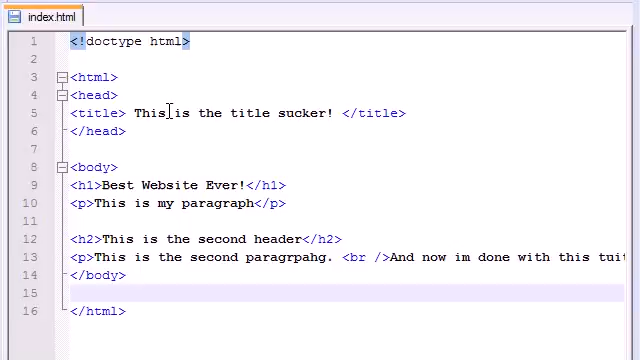 index.html
1 <!doctype html>
2
3 <html>
4 <head>
5 <title> This is the title sucker! </title>
6 </head>
7
8 <body>
9 <h1>Best Website Ever!</h1>
10 <p>This is my paragraph</p>
11
12 <h2>This is the second header</h2>
13 <p>This is the second paragrpahg. <br />And now im done with this tuit
14 </body>
15
16 </html>